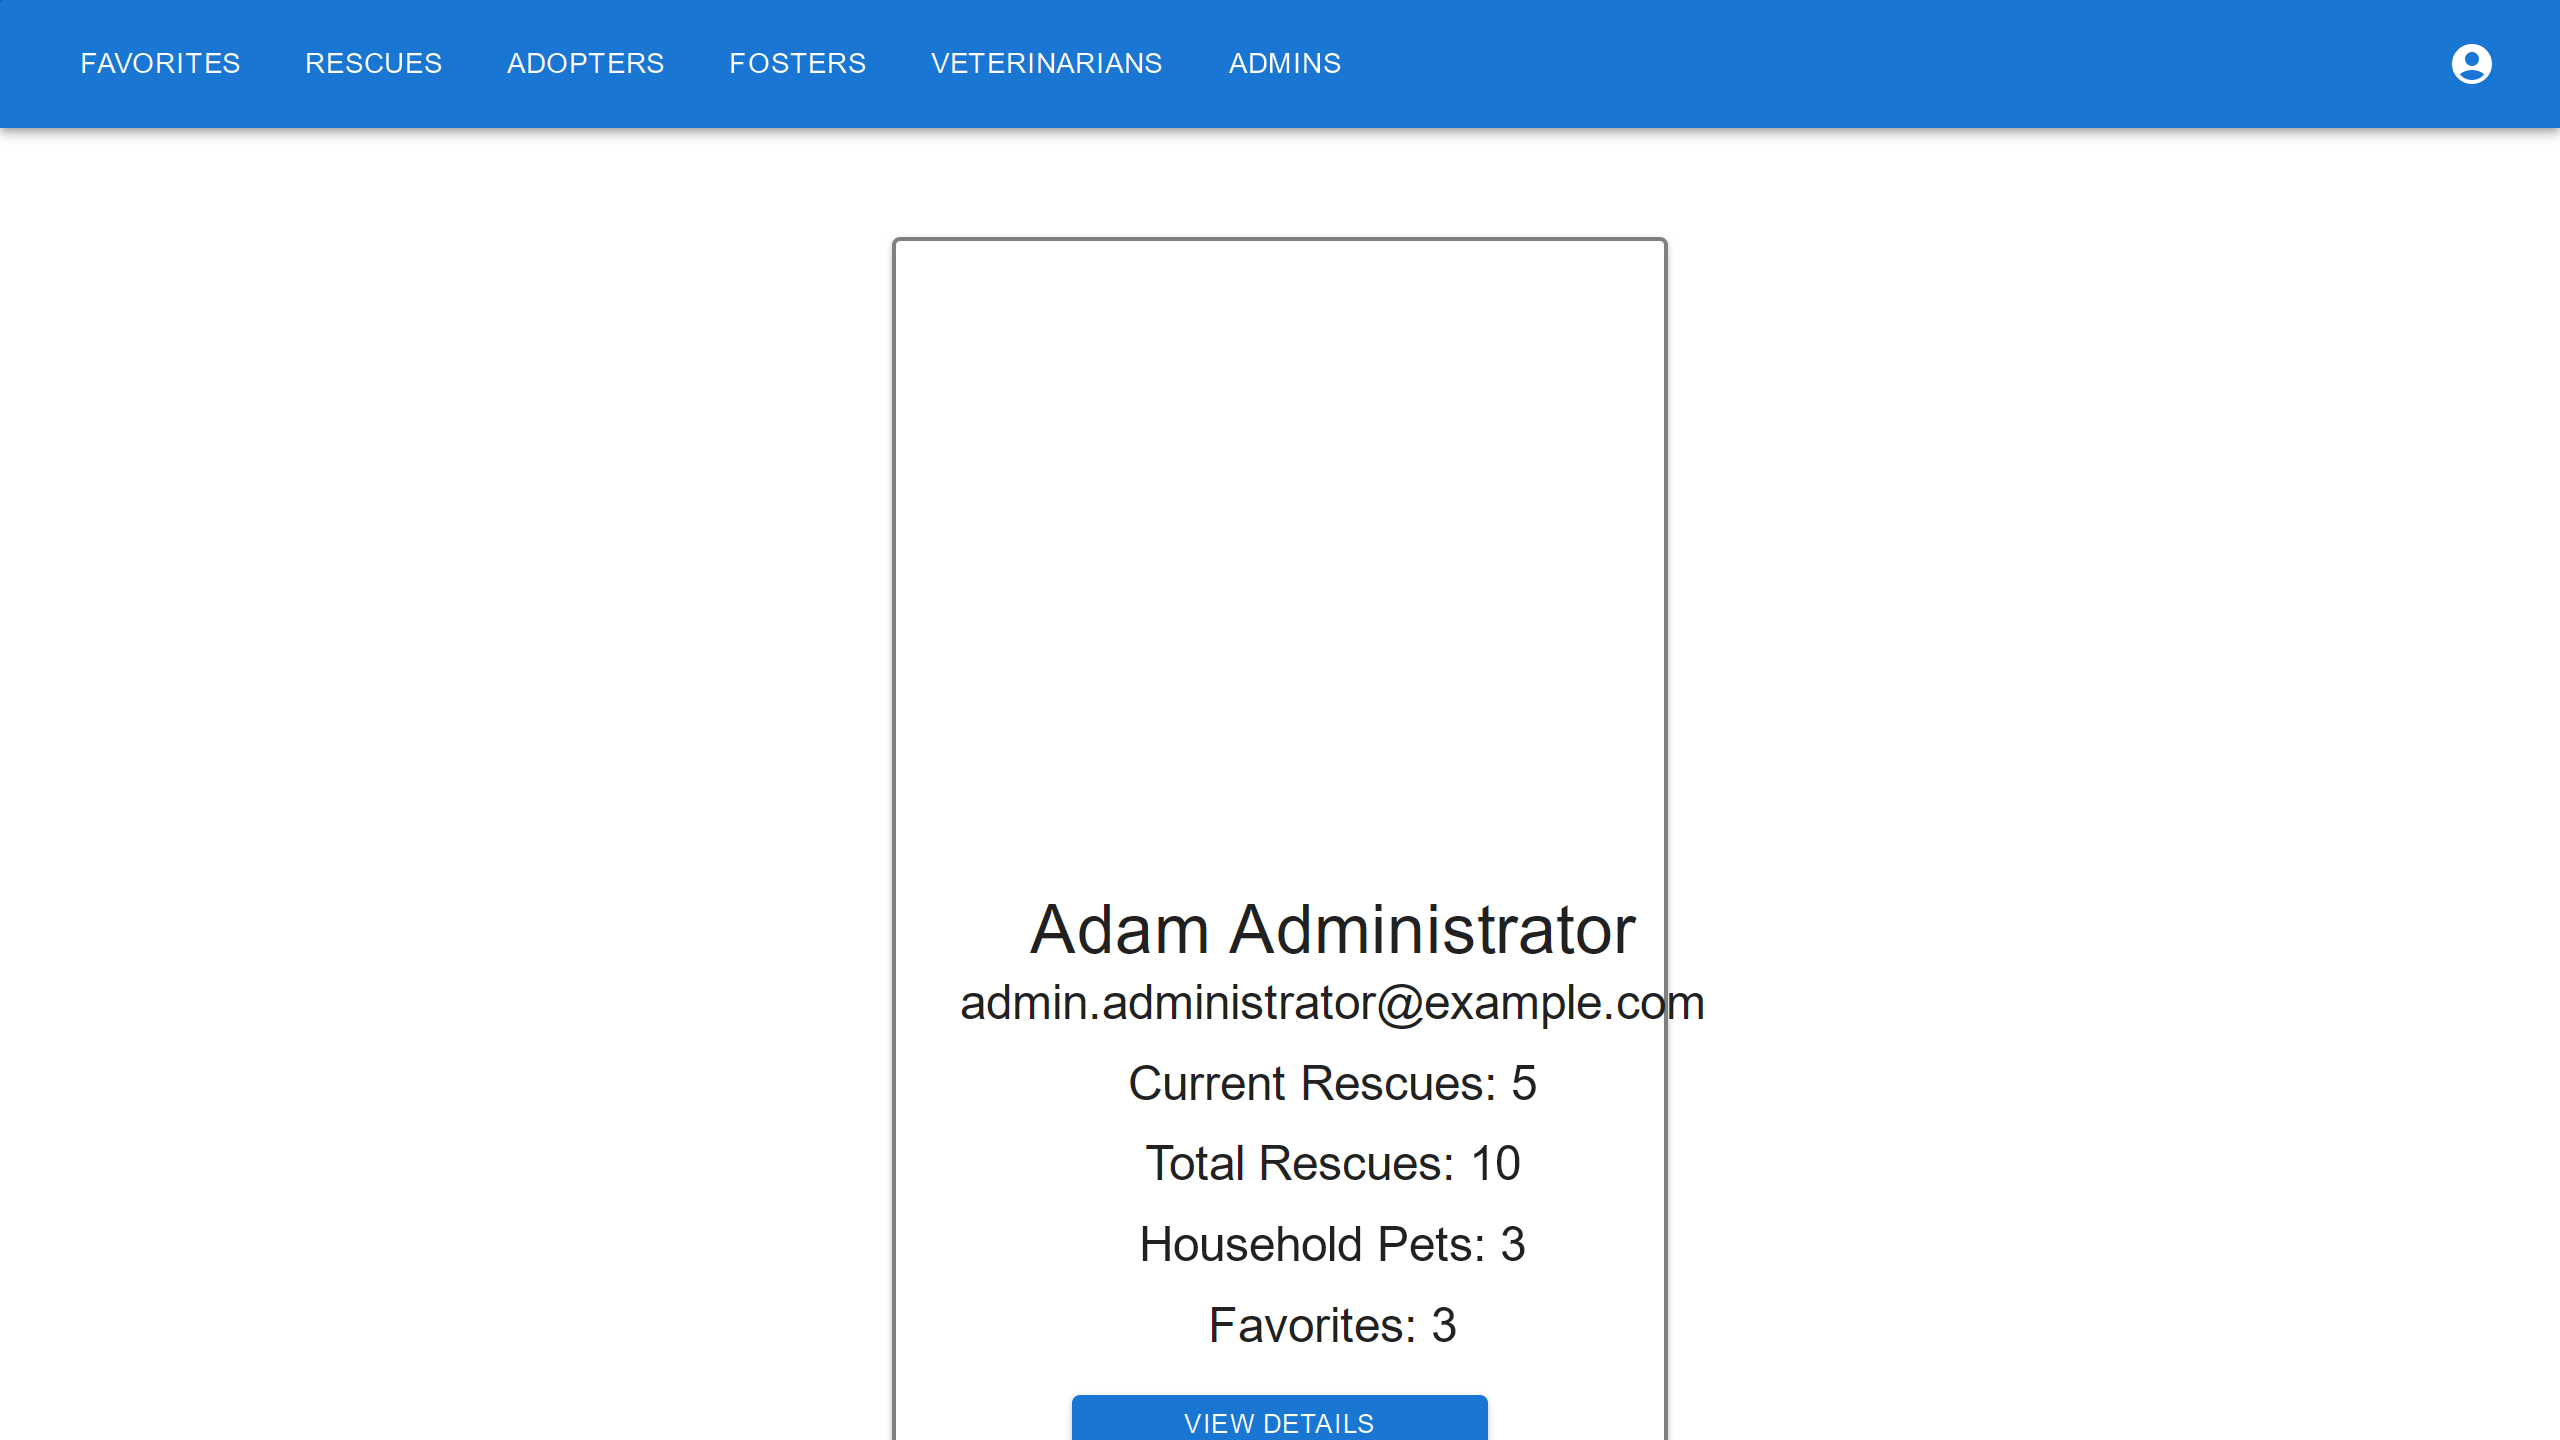 FAVORITES RESCUES ADOPTERS FOSTERS VETERINARIANS ADMINS
Adam Administrator
admin.administrator@example.com
Current Rescues: 5
Total Rescues: 10
Household Pets: 3
Favorites: 3
VIEW DETAILS